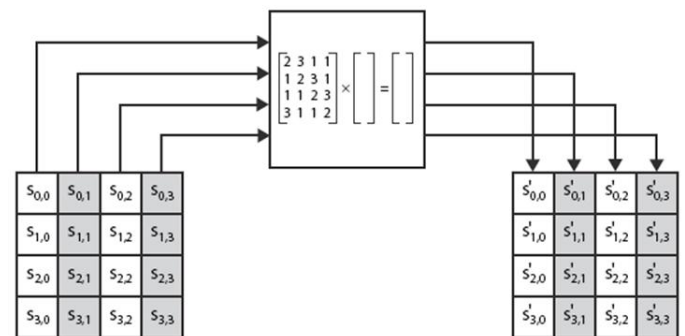 2 3 1 1
1 2 3 1
1 1 2 3
3 1 1 2
× =
S0,0 S0,1 S0,2 S0,3
S1,0 S1,1 S1,2 S1,3
S2,0 S2,1 S2,2 S2,3
S3,0 S3,1 S3,2 S3,3
S'0,0 S'0,1 S'0,2 S'0,3
S'1,0 S'1,1 S'1,2 S'1,3
S'2,0 S'2,1 S'2,2 S'2,3
S'3,0 S'3,1 S'3,2 S'3,3